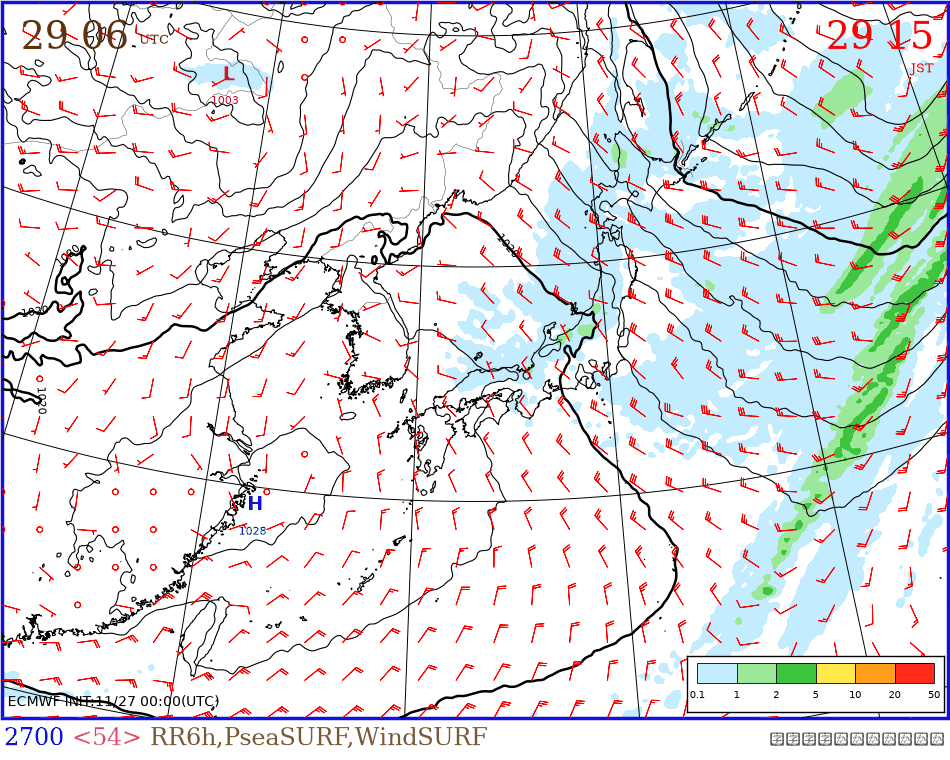 29 06 UTC
29 15
JST
L
1003
1020
1020
H
1028
ECMWF INIT:11/27 00:00(UTC)
0.1 1 2 5 10 20 50
2700 <54> RR6h,PseaSURF,WindSURF